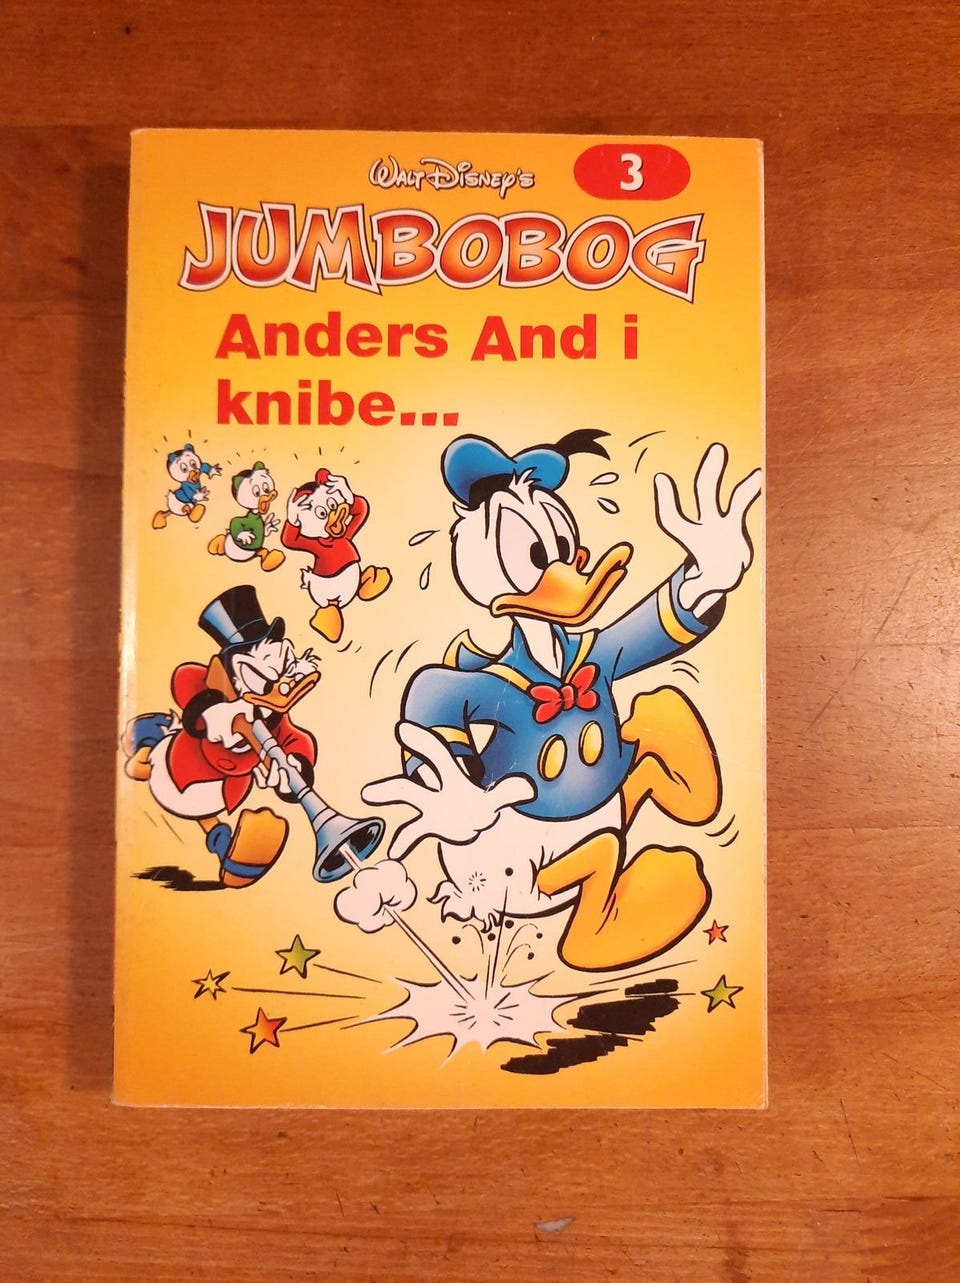 WALT DISNEY'S
3
JUMBOBOG
Anders And i
knibe...